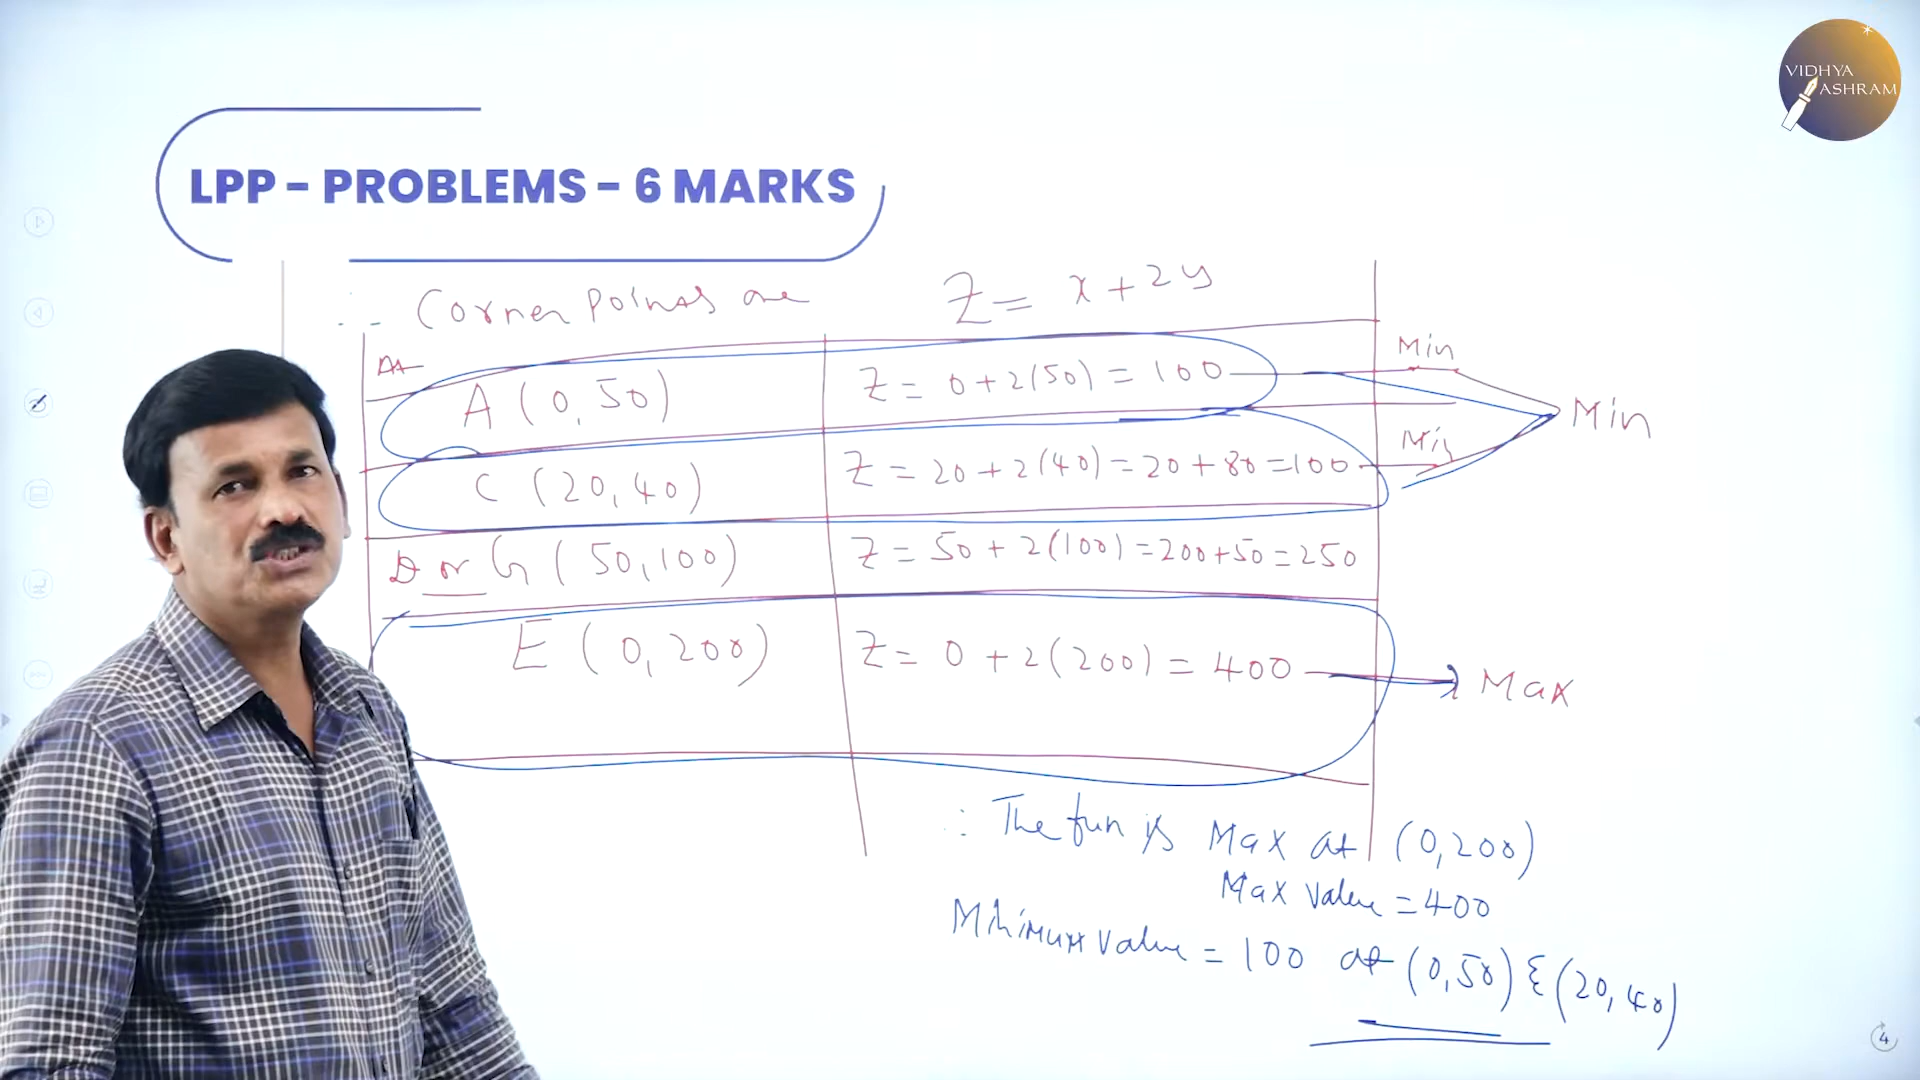 VIDHYA
ASHRAM
LPP - PROBLEMS - 6 MARKS
∴ Corner Points are Z = x + 2y
A (0, 50) Z = 0 + 2(50) = 100 Min
C (20, 40) Z = 20 + 2(40) = 20 + 80 = 100 Min
Min
D or G (50, 100) Z = 50 + 2(100) = 200 + 50 = 250
E (0, 200) Z = 0 + 2(200) = 400 Max
∴ The fun is Max at (0, 200)
Max Value = 400
Minimum Value = 100 at (0, 50) & (20, 40)
4